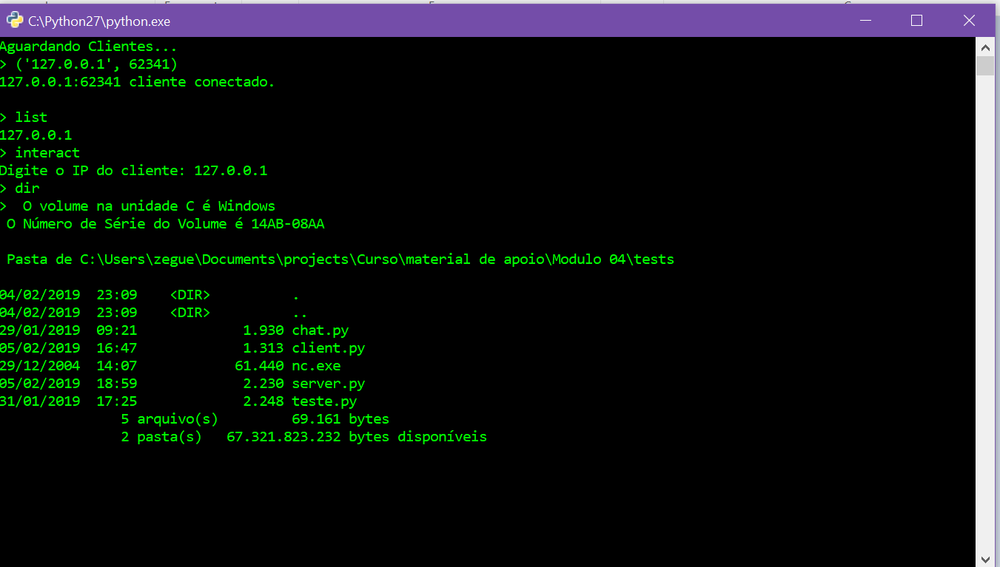 C:\Python27\python.exe
Aguardando Clientes...
> ('127.0.0.1', 62341)
127.0.0.1:62341 cliente conectado.
> list
127.0.0.1
> interact
Digite o IP do cliente: 127.0.0.1
> dir
>  O volume na unidade C é Windows
 O Número de Série do Volume é 14AB-08AA
 Pasta de C:\Users\zegue\Documents\projects\Curso\material de apoio\Modulo 04\tests
04/02/2019  23:09    <DIR>          .
04/02/2019  23:09    <DIR>          ..
29/01/2019  09:21             1.930 chat.py
05/02/2019  16:47             1.313 client.py
29/12/2004  14:07            61.440 nc.exe
05/02/2019  18:59             2.230 server.py
31/01/2019  17:25             2.248 teste.py
               5 arquivo(s)         69.161 bytes
               2 pasta(s)   67.321.823.232 bytes disponíveis